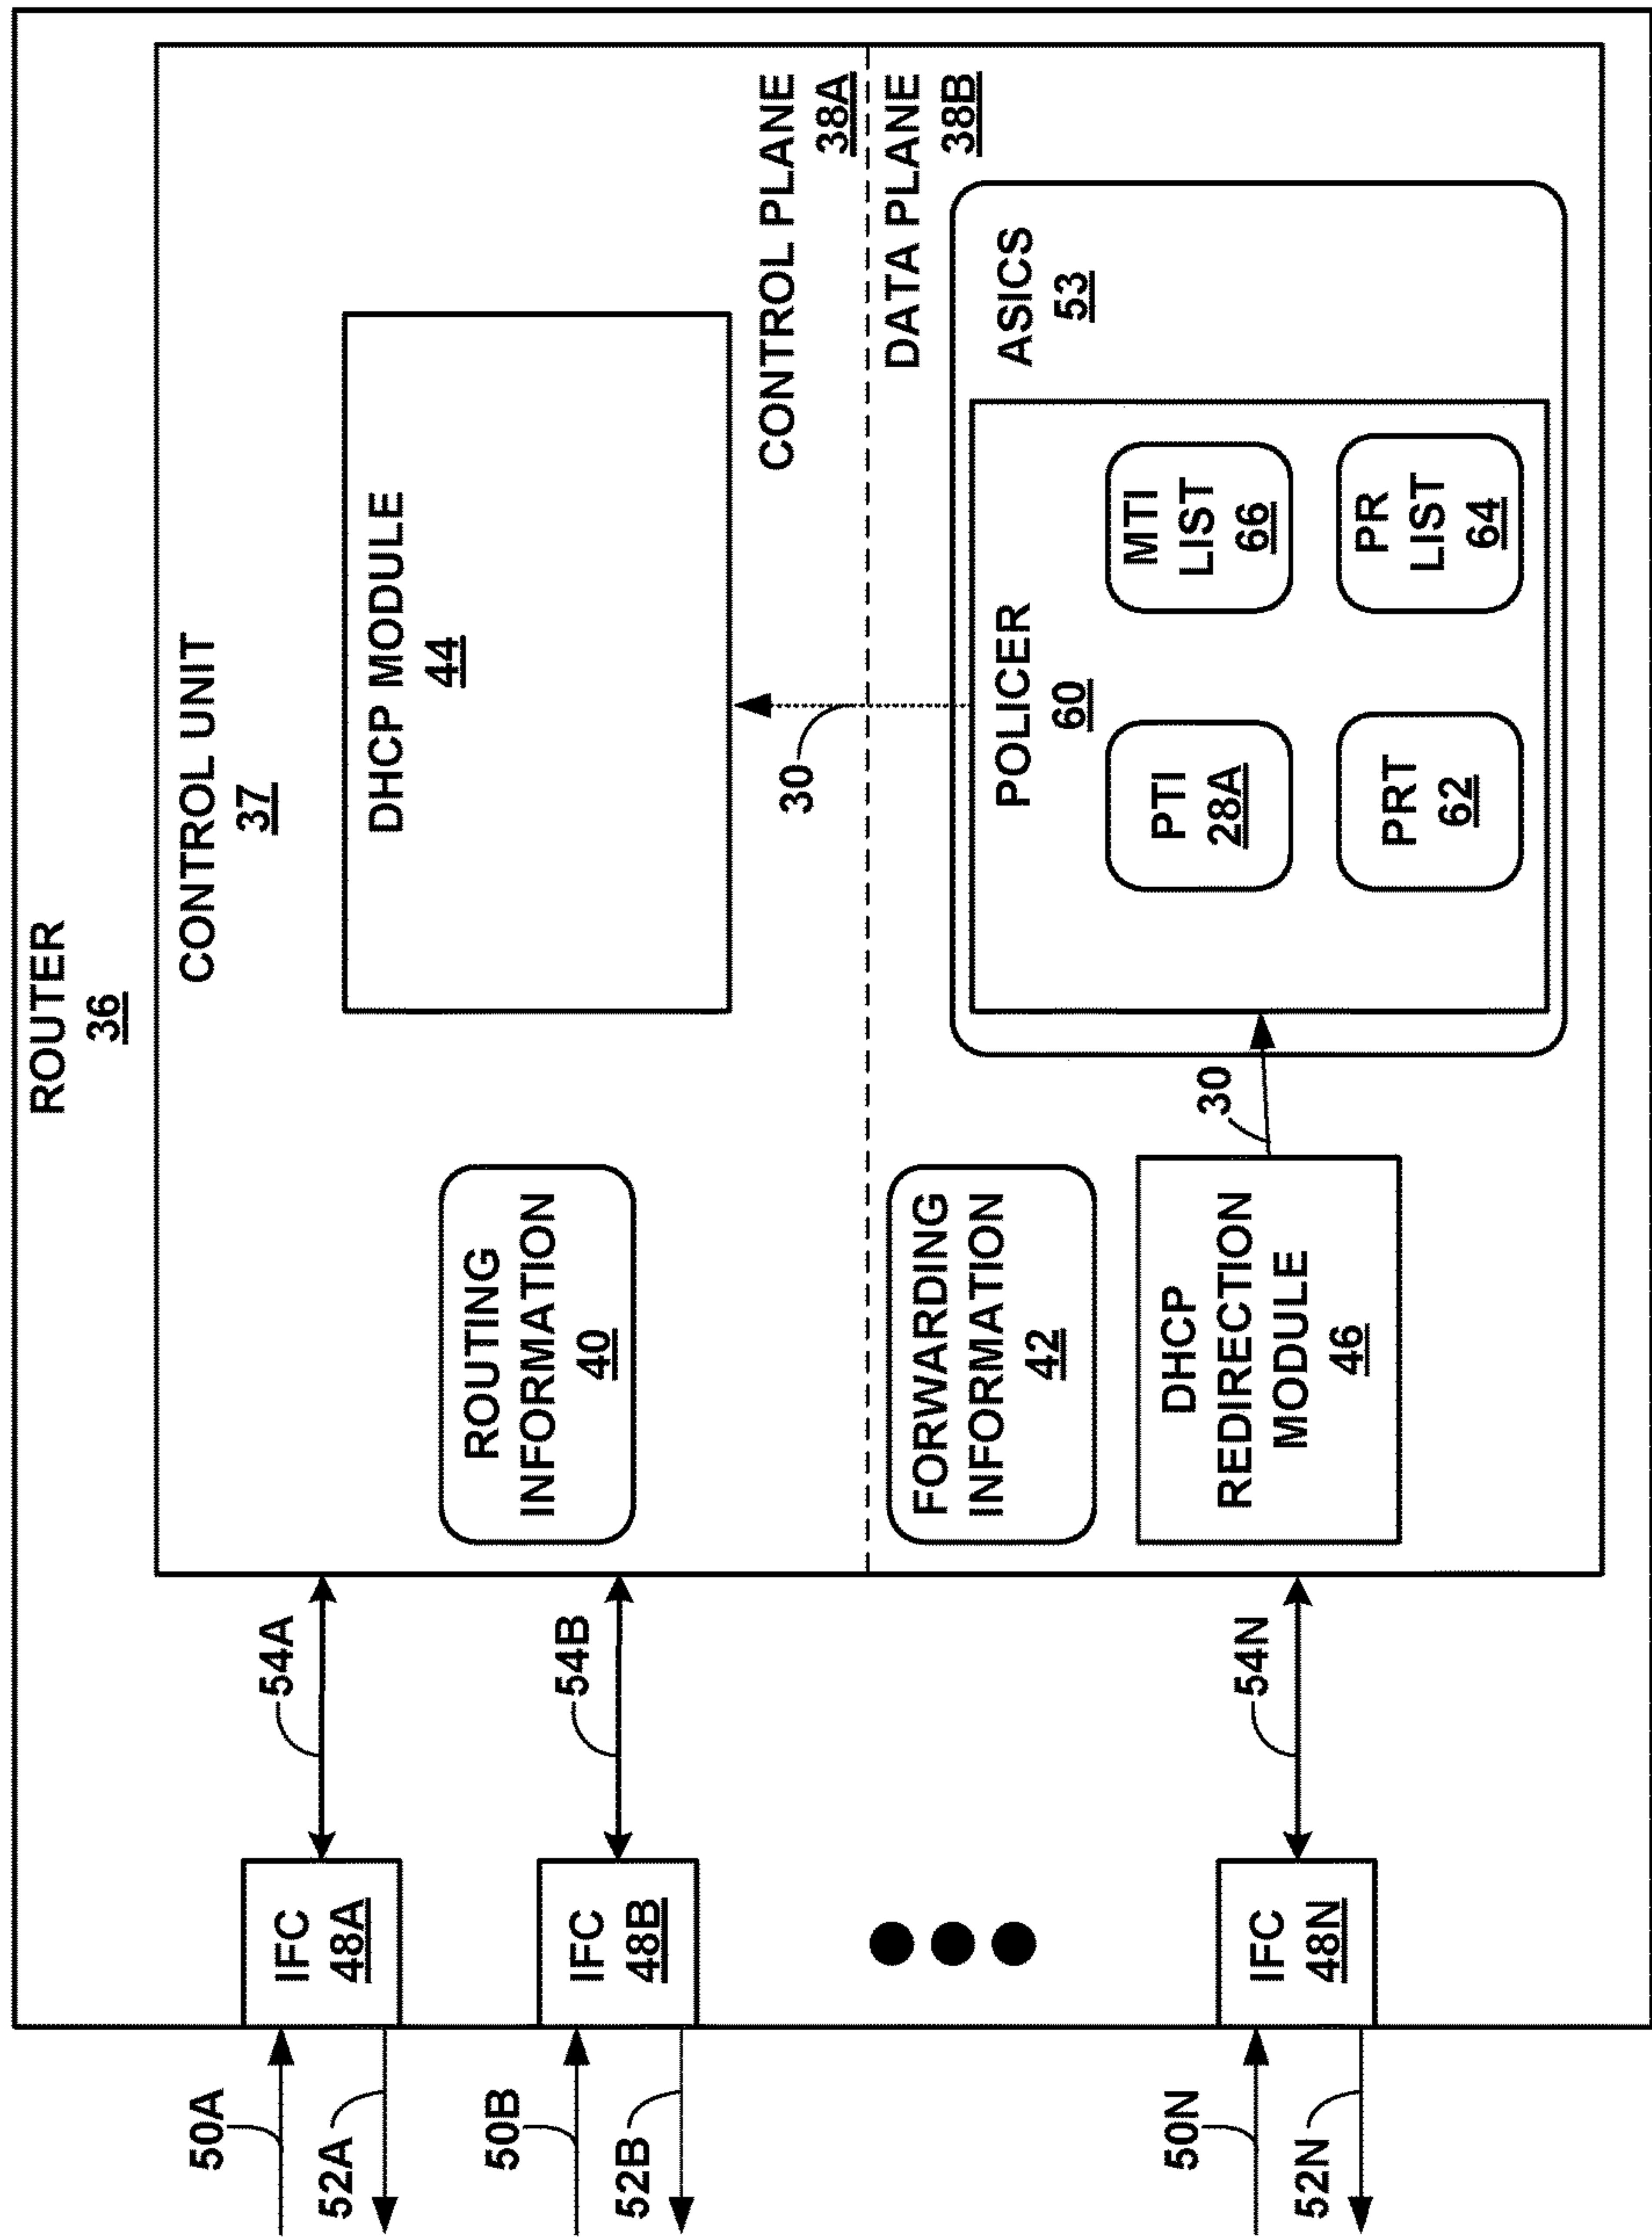 ROUTER
36
CONTROL UNIT
37
50A
52A
IFC
48A
54A
50B
52B
IFC
48B
54B
50N
52N
IFC
48N
54N
ROUTING
INFORMATION
40
DHCP MODULE
44
CONTROL PLANE
38A
DATA PLANE
38B
30
FORWARDING
INFORMATION
42
DHCP
REDIRECTION
MODULE
46
30
ASICS
53
POLICER
60
PTI
28A
MTI
LIST
66
PRT
62
PR
LIST
64